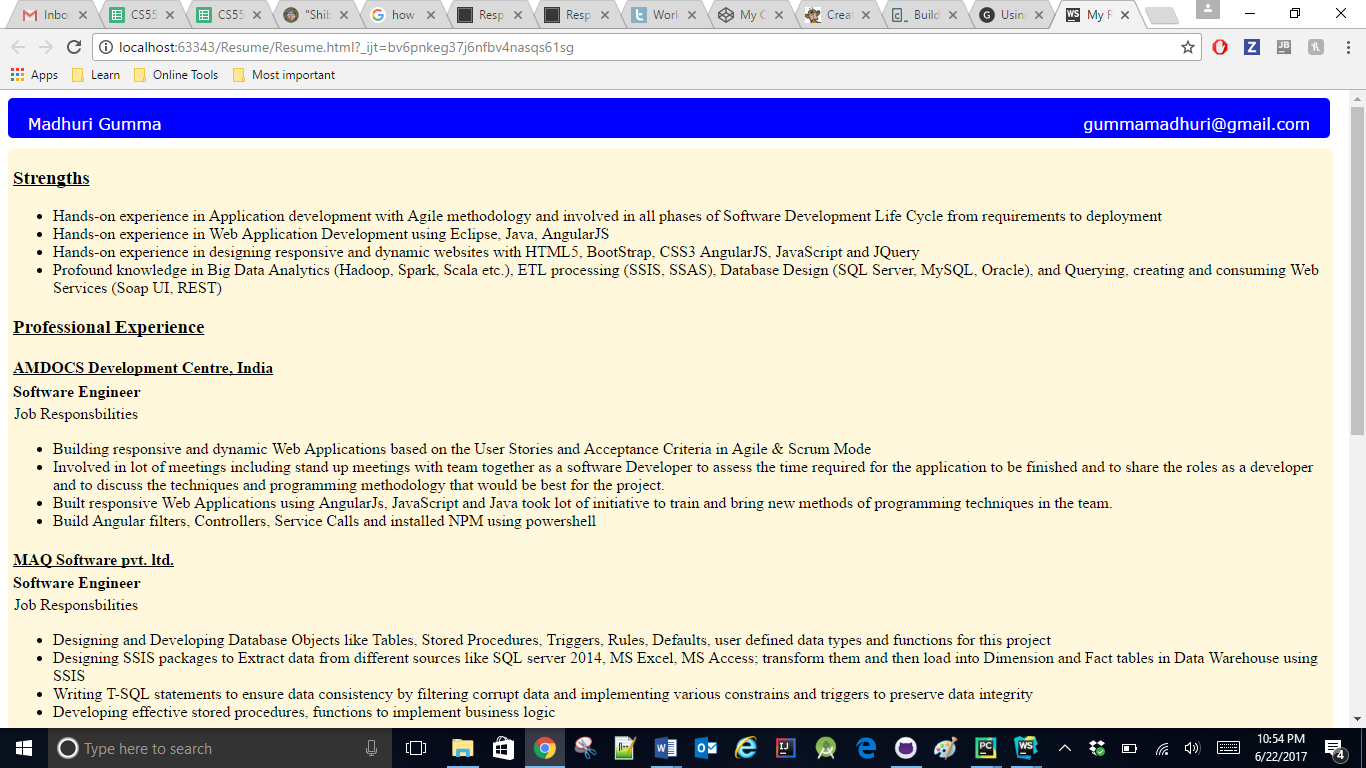 Inbo CS55 CS55 "Shib how Resp Resp Work My C Creat Build Usin My R
localhost:63343/Resume/Resume.html?_ijt=bv6pnkeg37j6nfbv4nasqs61sg
Apps Learn Online Tools Most important
Madhuri Gumma gummamadhuri@gmail.com
Strengths
Hands-on experience in Application development with Agile methodology and involved in all phases of Software Development Life Cycle from requirements to deployment
Hands-on experience in Web Application Development using Eclipse, Java, AngularJS
Hands-on experience in designing responsive and dynamic websites with HTML5, BootStrap, CSS3 AngularJS, JavaScript and JQuery
Profound knowledge in Big Data Analytics (Hadoop, Spark, Scala etc.), ETL processing (SSIS, SSAS), Database Design (SQL Server, MySQL, Oracle), and Querying, creating and consuming Web
Services (Soap UI, REST)
Professional Experience
AMDOCS Development Centre, India
Software Engineer
Job Responsbilities
Building responsive and dynamic Web Applications based on the User Stories and Acceptance Criteria in Agile & Scrum Mode
Involved in lot of meetings including stand up meetings with team together as a software Developer to assess the time required for the application to be finished and to share the roles as a developer
and to discuss the techniques and programming methodology that would be best for the project.
Built responsive Web Applications using AngularJs, JavaScript and Java took lot of initiative to train and bring new methods of programming techniques in the team.
Build Angular filters, Controllers, Service Calls and installed NPM using powershell
MAQ Software pvt. ltd.
Software Engineer
Job Responsbilities
Designing and Developing Database Objects like Tables, Stored Procedures, Triggers, Rules, Defaults, user defined data types and functions for this project
Designing SSIS packages to Extract data from different sources like SQL server 2014, MS Excel, MS Access; transform them and then load into Dimension and Fact tables in Data Warehouse using
SSIS
Writing T-SQL statements to ensure data consistency by filtering corrupt data and implementing various constrains and triggers to preserve data integrity
Developing effective stored procedures, functions to implement business logic
Type here to search
10:54 PM
6/22/2017
4